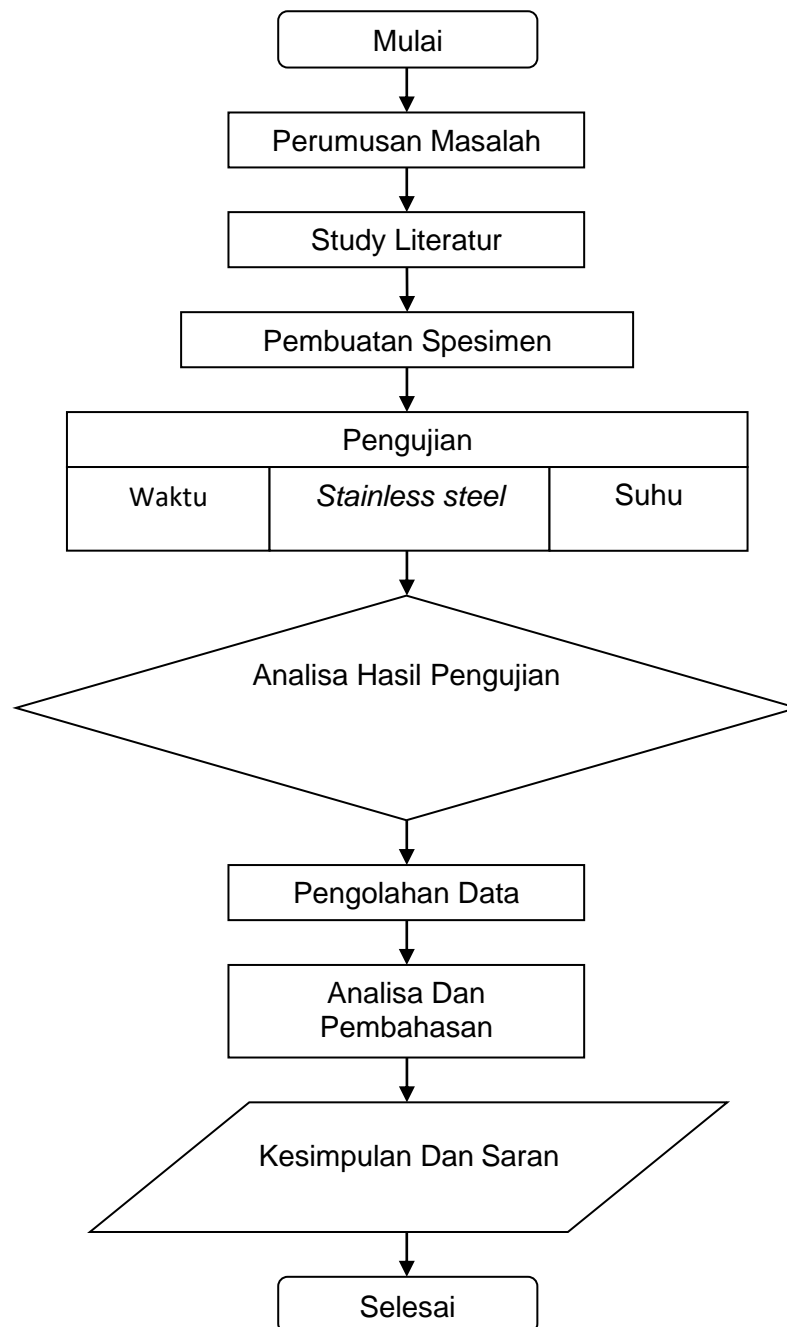 Mulai
Perumusan Masalah
Study Literatur
Pembuatan Spesimen
Pengujian
Waktu
Stainless steel
Suhu
Analisa Hasil Pengujian
Pengolahan Data
Analisa Dan
Pembahasan
Kesimpulan Dan Saran
Selesai